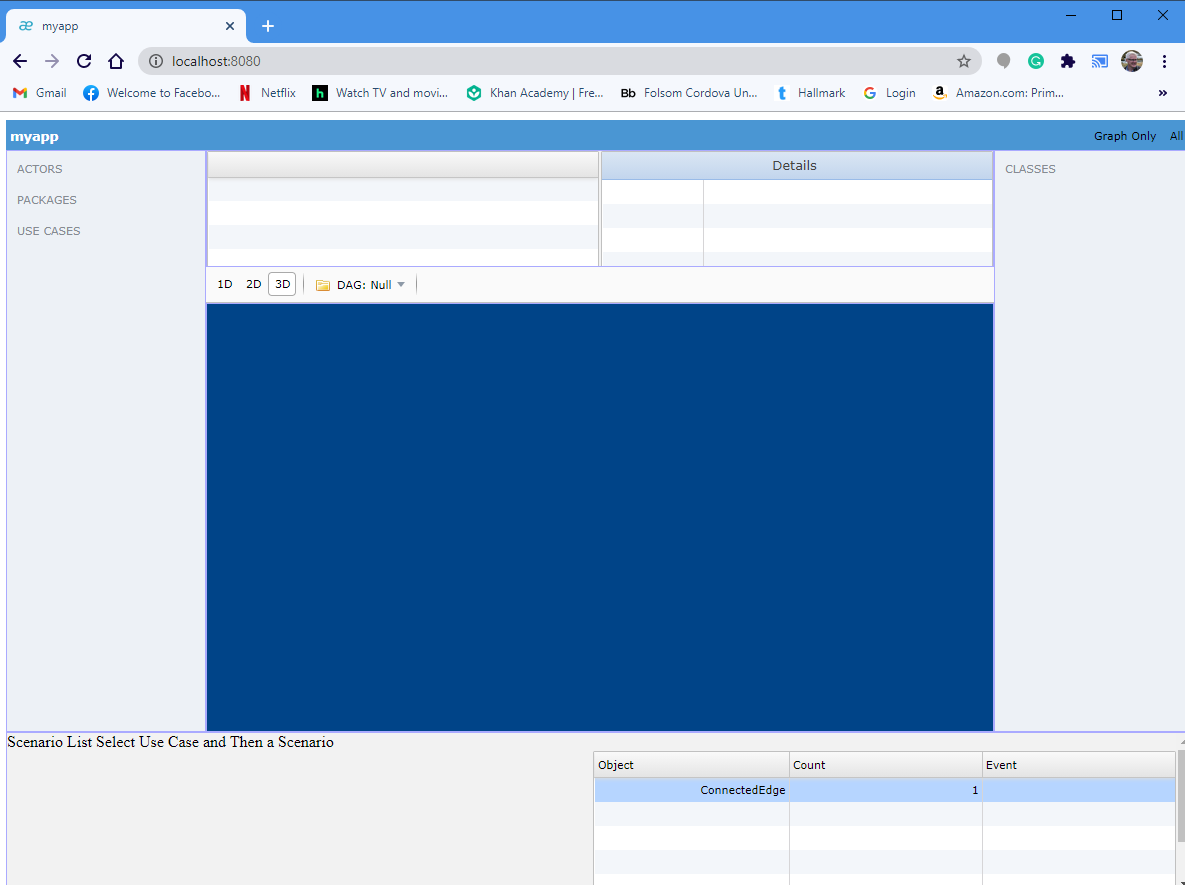 myapp
localhost:8080
Gmail Welcome to Facebo... Netflix Watch TV and movi... Khan Academy | Fre... Bb Folsom Cordova Un... Hallmark Login Amazon.com: Prim...
myapp Graph Only All
ACTORS
PACKAGES
USE CASES
Details
CLASSES
1D 2D 3D DAG: Null
Scenario List Select Use Case and Then a Scenario
Object Count Event
ConnectedEdge 1